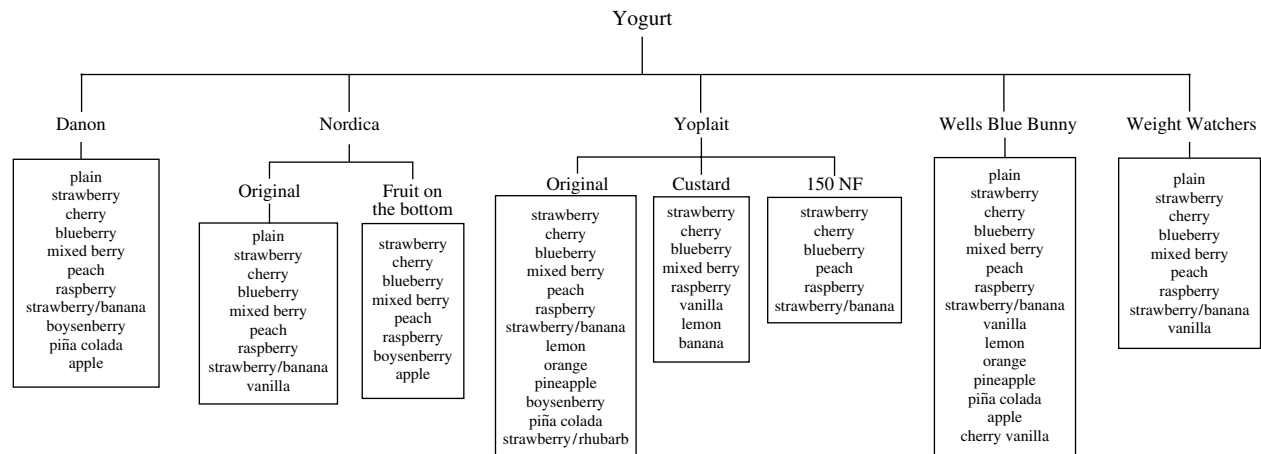 Yogurt
Danon
plain
strawberry
cherry
blueberry
mixed berry
peach
raspberry
strawberry/banana
boysenberry
piña colada
apple
Nordica
Original
plain
strawberry
cherry
blueberry
mixed berry
peach
raspberry
strawberry/banana
vanilla
Fruit on
the bottom
strawberry
cherry
blueberry
mixed berry
peach
raspberry
boysenberry
apple
Yoplait
Original
strawberry
cherry
blueberry
mixed berry
peach
raspberry
strawberry/banana
lemon
orange
pineapple
boysenberry
piña colada
strawberry/rhubarb
Custard
strawberry
cherry
blueberry
mixed berry
raspberry
vanilla
lemon
banana
150 NF
strawberry
cherry
blueberry
peach
raspberry
strawberry/banana
Wells Blue Bunny
plain
strawberry
cherry
blueberry
mixed berry
peach
raspberry
strawberry/banana
vanilla
lemon
orange
pineapple
piña colada
apple
cherry vanilla
Weight Watchers
plain
strawberry
cherry
blueberry
mixed berry
peach
raspberry
strawberry/banana
vanilla